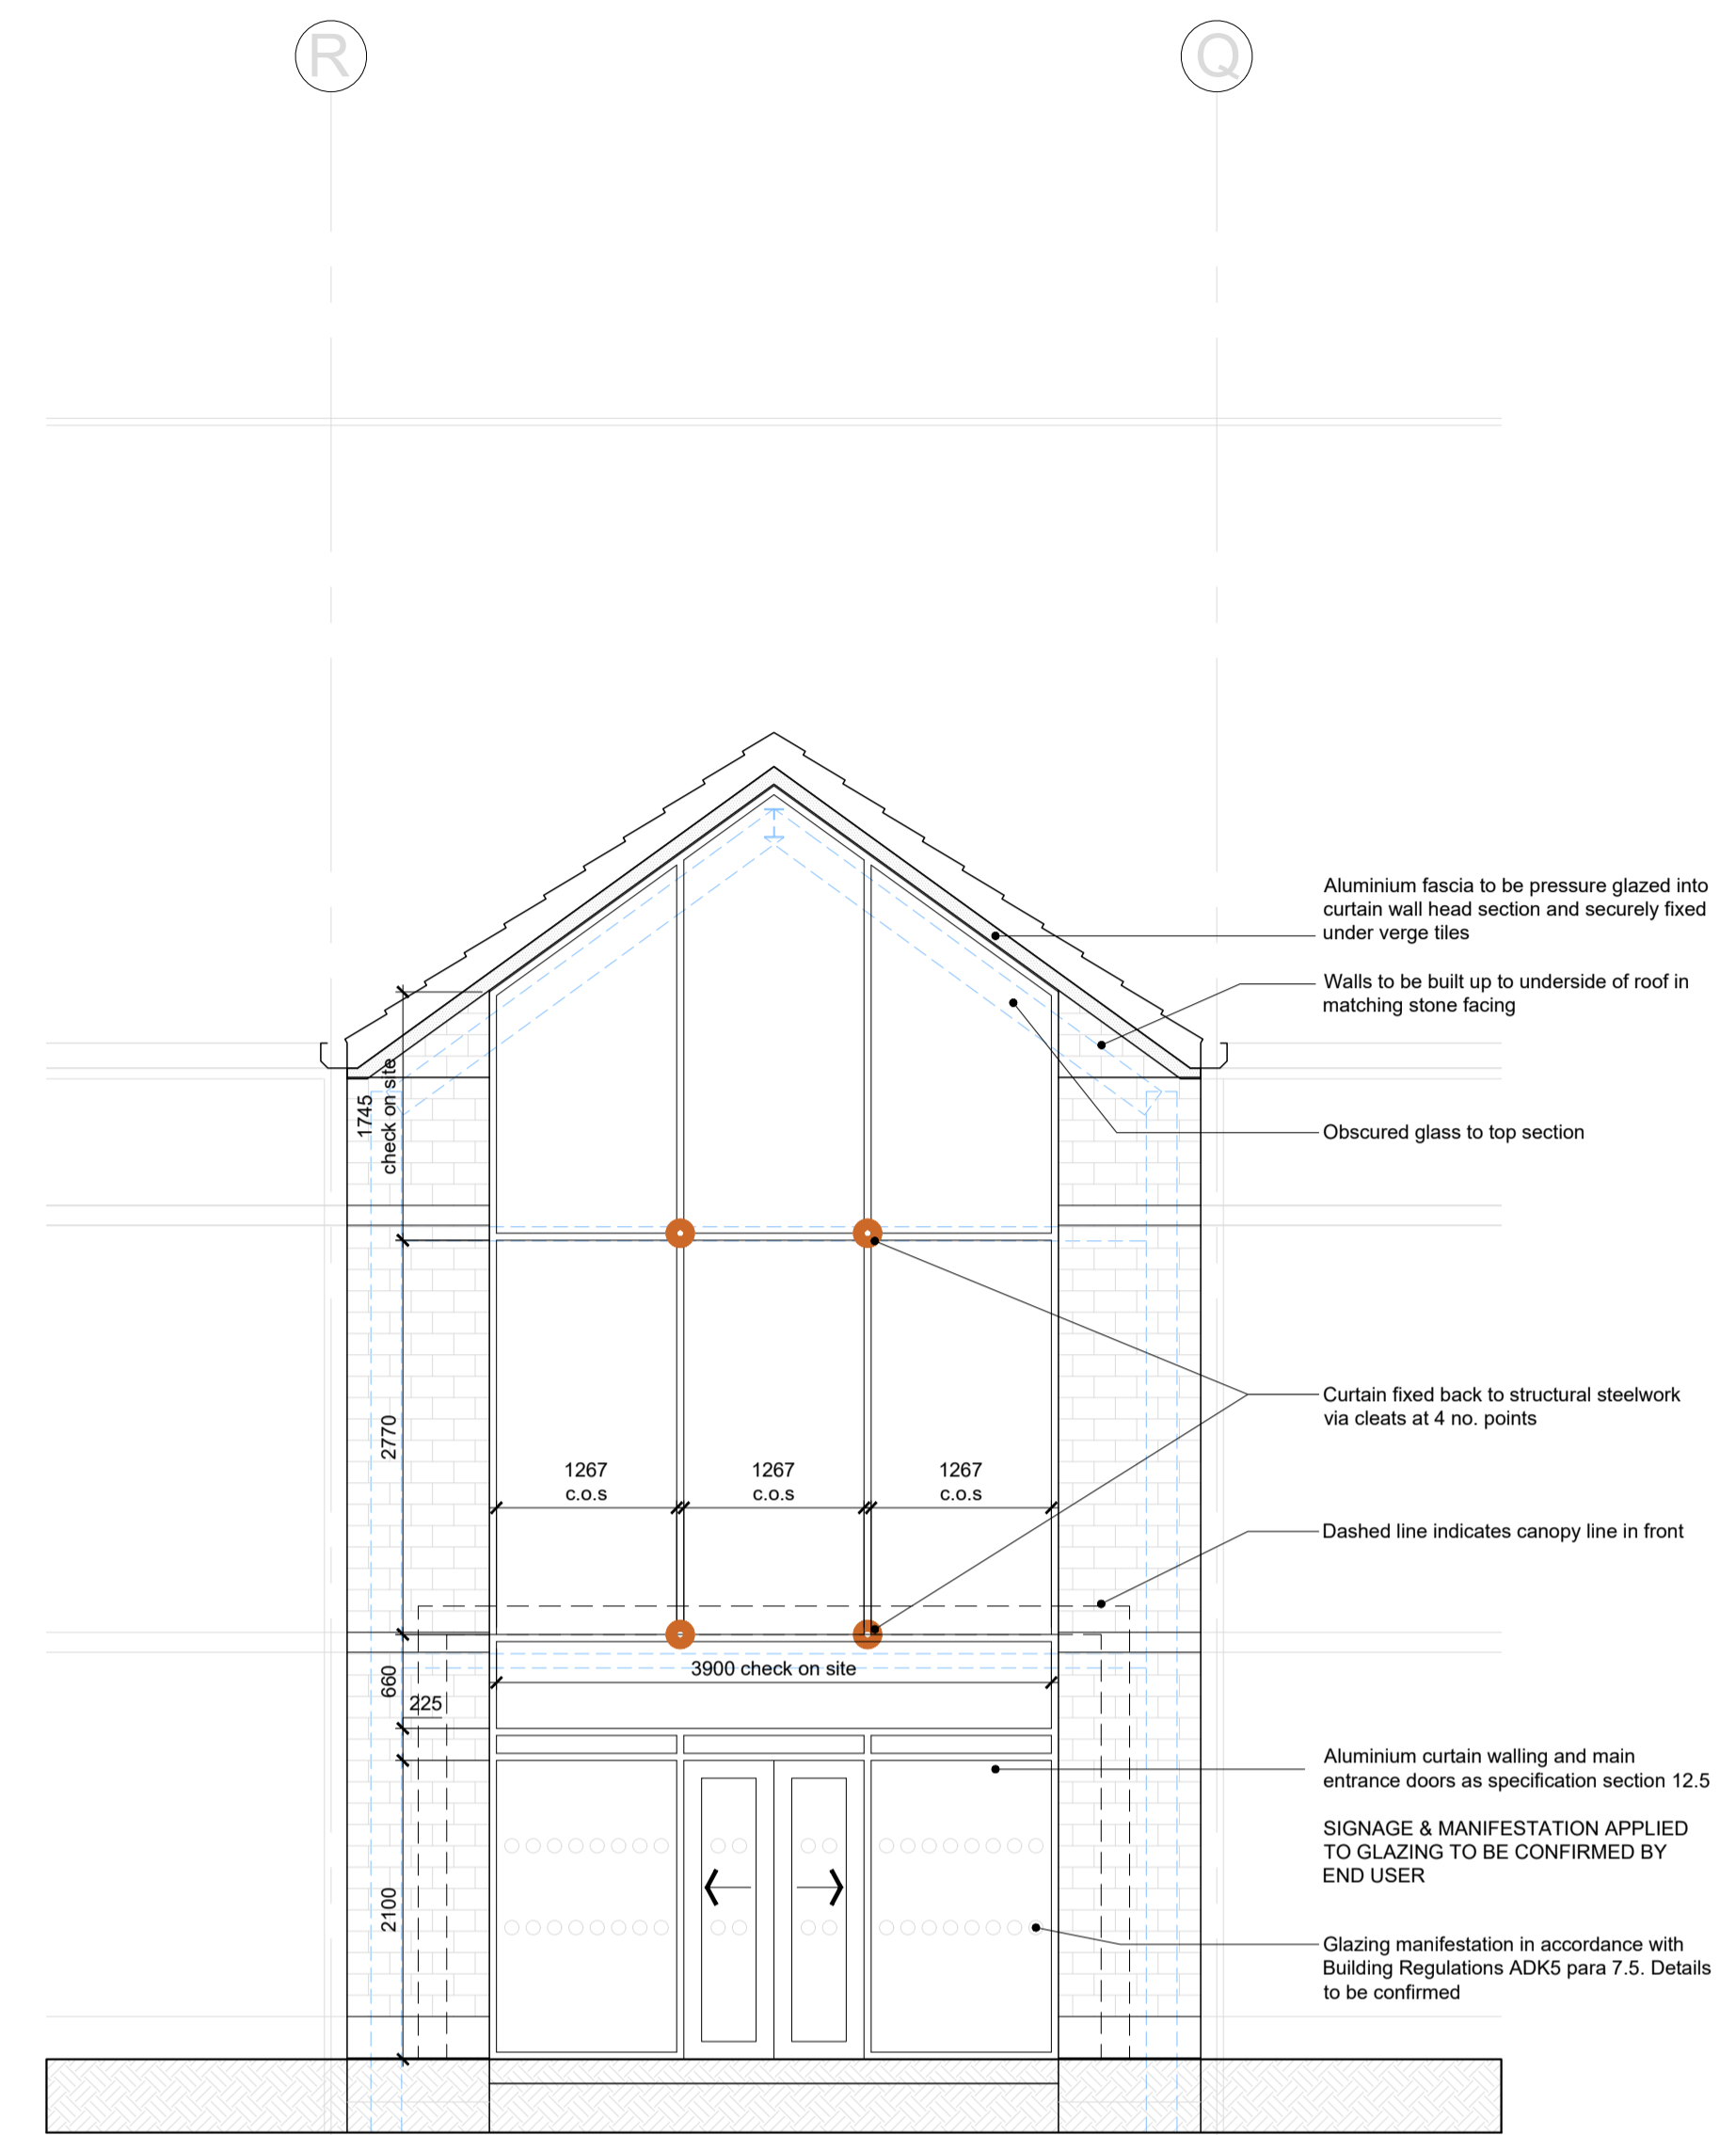 R
Q
Aluminium fascia to be pressure glazed into
curtain wall head section and securely fixed
under verge tiles
Walls to be built up to underside of roof in
matching stone facing
1745
check on site
Obscured glass to top section
Curtain fixed back to structural steelwork
via cleats at 4 no. points
2770
1267
c.o.s
1267
c.o.s
1267
c.o.s
Dashed line indicates canopy line in front
660
3900 check on site
225
Aluminium curtain walling and main
entrance doors as specification section 12.5
SIGNAGE & MANIFESTATION APPLIED
TO GLAZING TO BE CONFIRMED BY
END USER
2100
Glazing manifestation in accordance with
Building Regulations ADK5 para 7.5. Details
to be confirmed